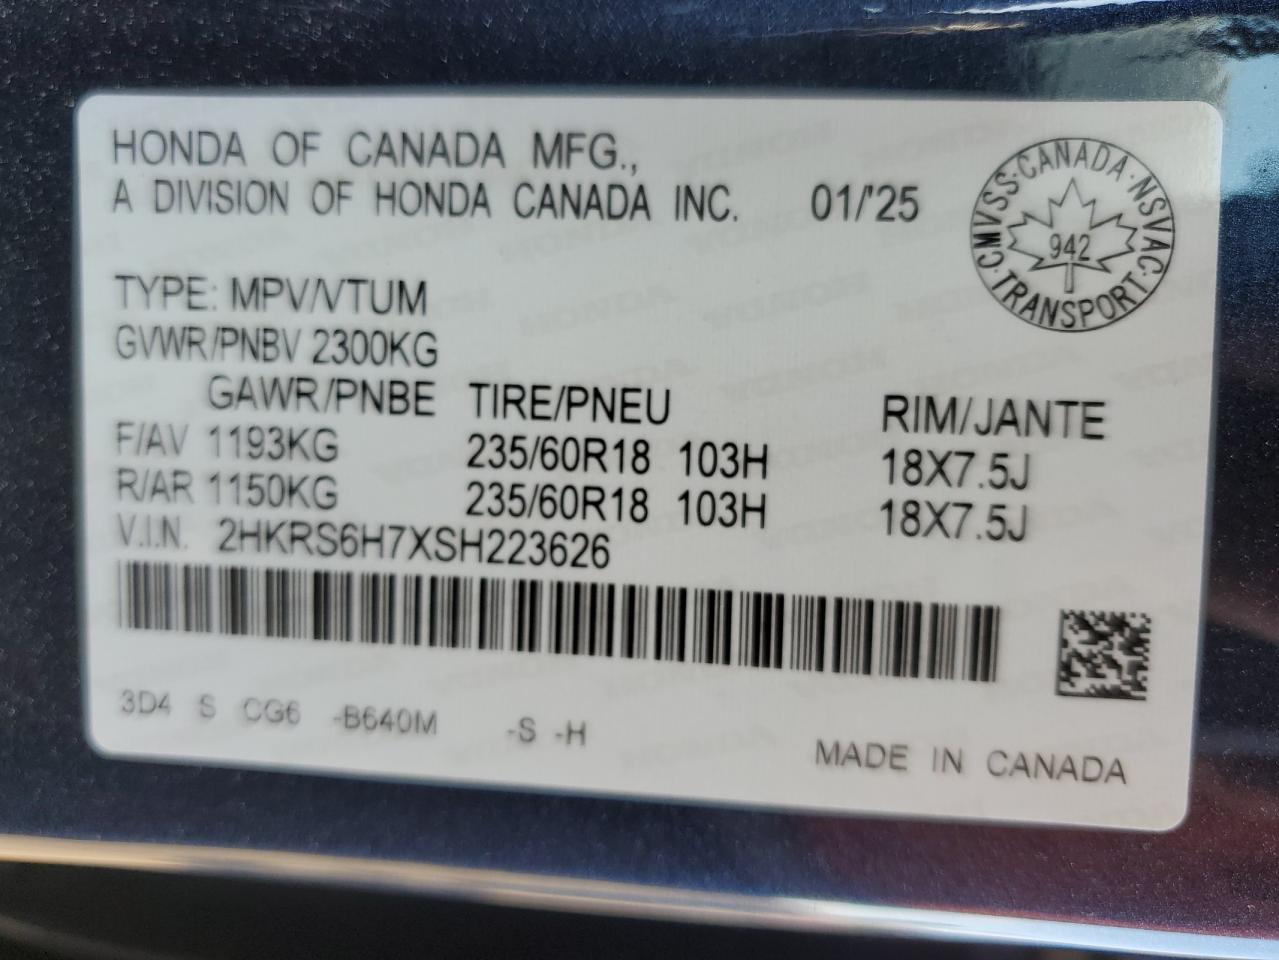 HONDA OF CANADA MFG.,
A DIVISION OF HONDA CANADA INC. 01/'25
CMVSS·CANADA·NSVAC·TRANSPORT·
942
TYPE: MPV/VTUM
GVWR/PNBV 2300KG
GAWR/PNBE TIRE/PNEU RIM/JANTE
F/AV 1193KG 235/60R18 103H 18X7.5J
R/AR 1150KG 235/60R18 103H 18X7.5J
V.I.N. 2HKRS6H7XSH223626
3D4 S CG6 -B640M -S -H
MADE IN CANADA